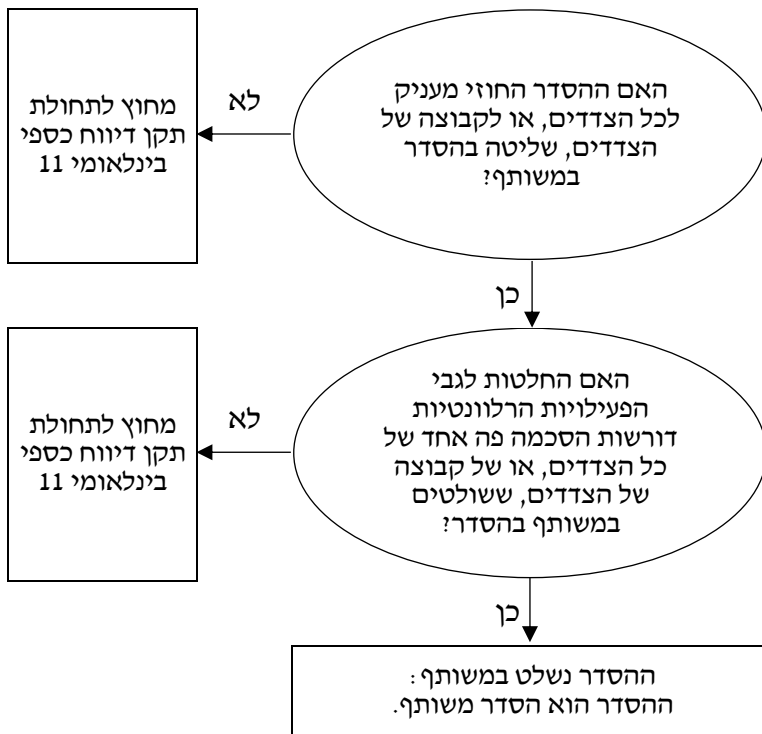 האם ההסדר החוזי מעניק
לכל הצדדים, או לקבוצה של
הצדדים, שליטה בהסדר
במשותף?
לא
מחוץ לתחולת
תקן דיווח כספי
בינלאומי 11
כן
האם החלטות לגבי
הפעילויות הרלוונטיות
דורשות הסכמה פה אחד של
כל הצדדים, או של קבוצה
של הצדדים, ששולטים
במשותף בהסדר?
לא
מחוץ לתחולת
תקן דיווח כספי
בינלאומי 11
כן
ההסדר נשלט במשותף:
ההסדר הוא הסדר משותף.